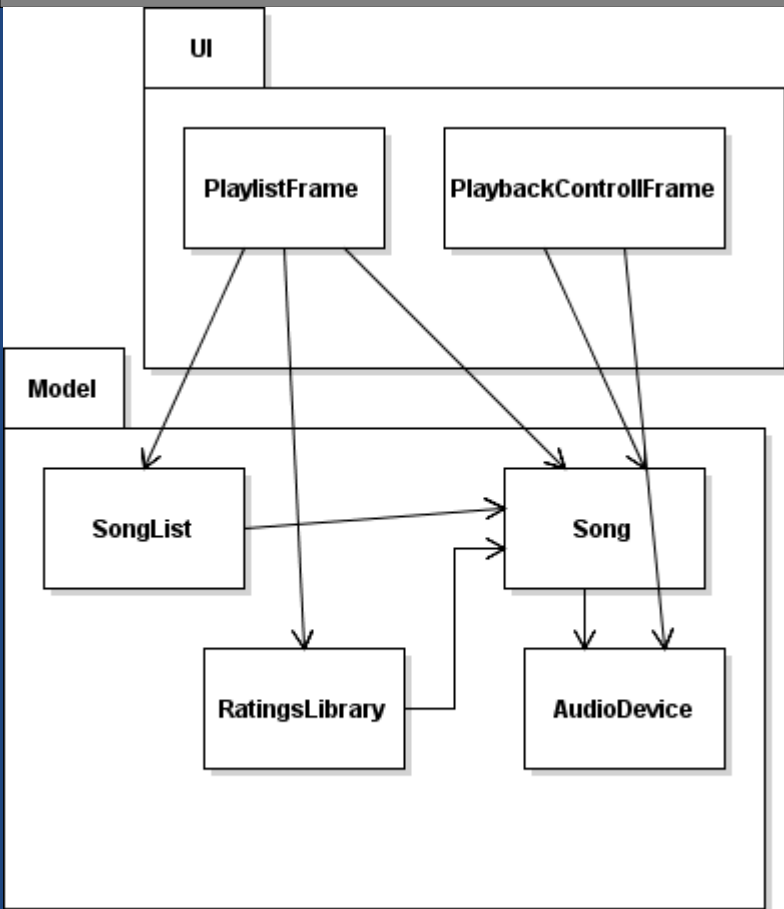 UI
PlaylistFrame
PlaybackControllFrame
Model
SongList
Song
RatingsLibrary
AudioDevice